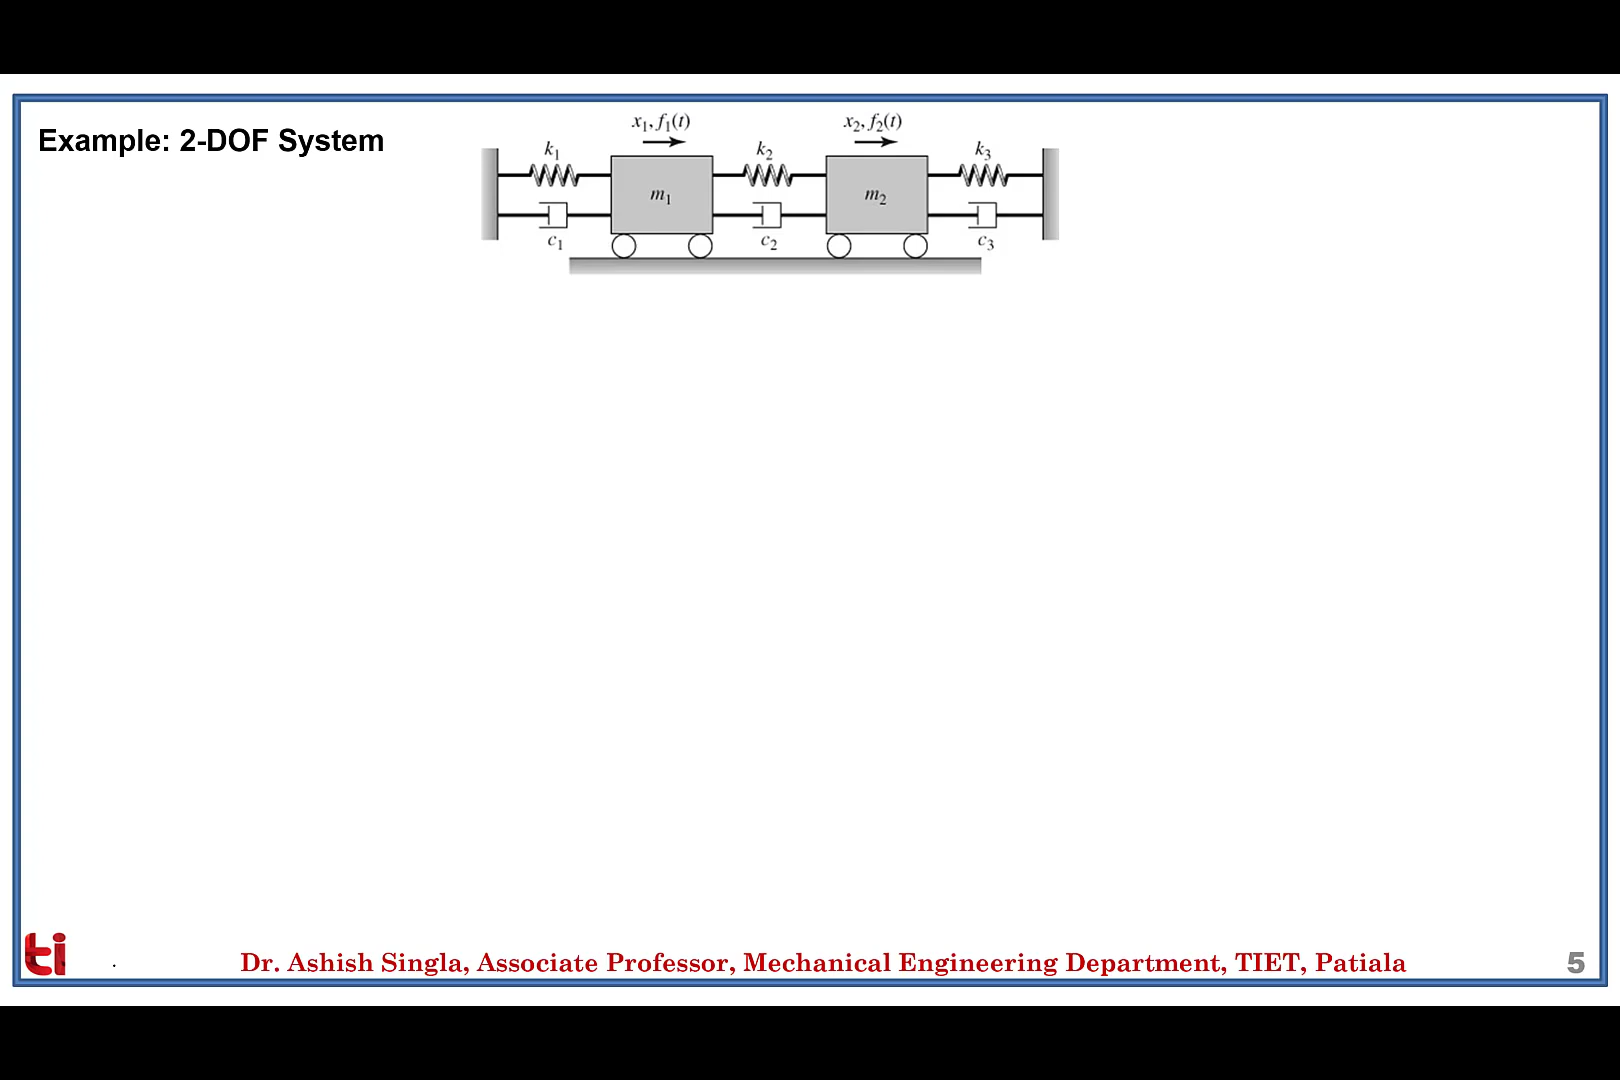 Example: 2-DOF System
x₁, f₁(t) x₂, f₂(t)
k₁ k₂ k₃
m₁ m₂
c₁ c₂ c₃
ti
Dr. Ashish Singla, Associate Professor, Mechanical Engineering Department, TIET, Patiala 5